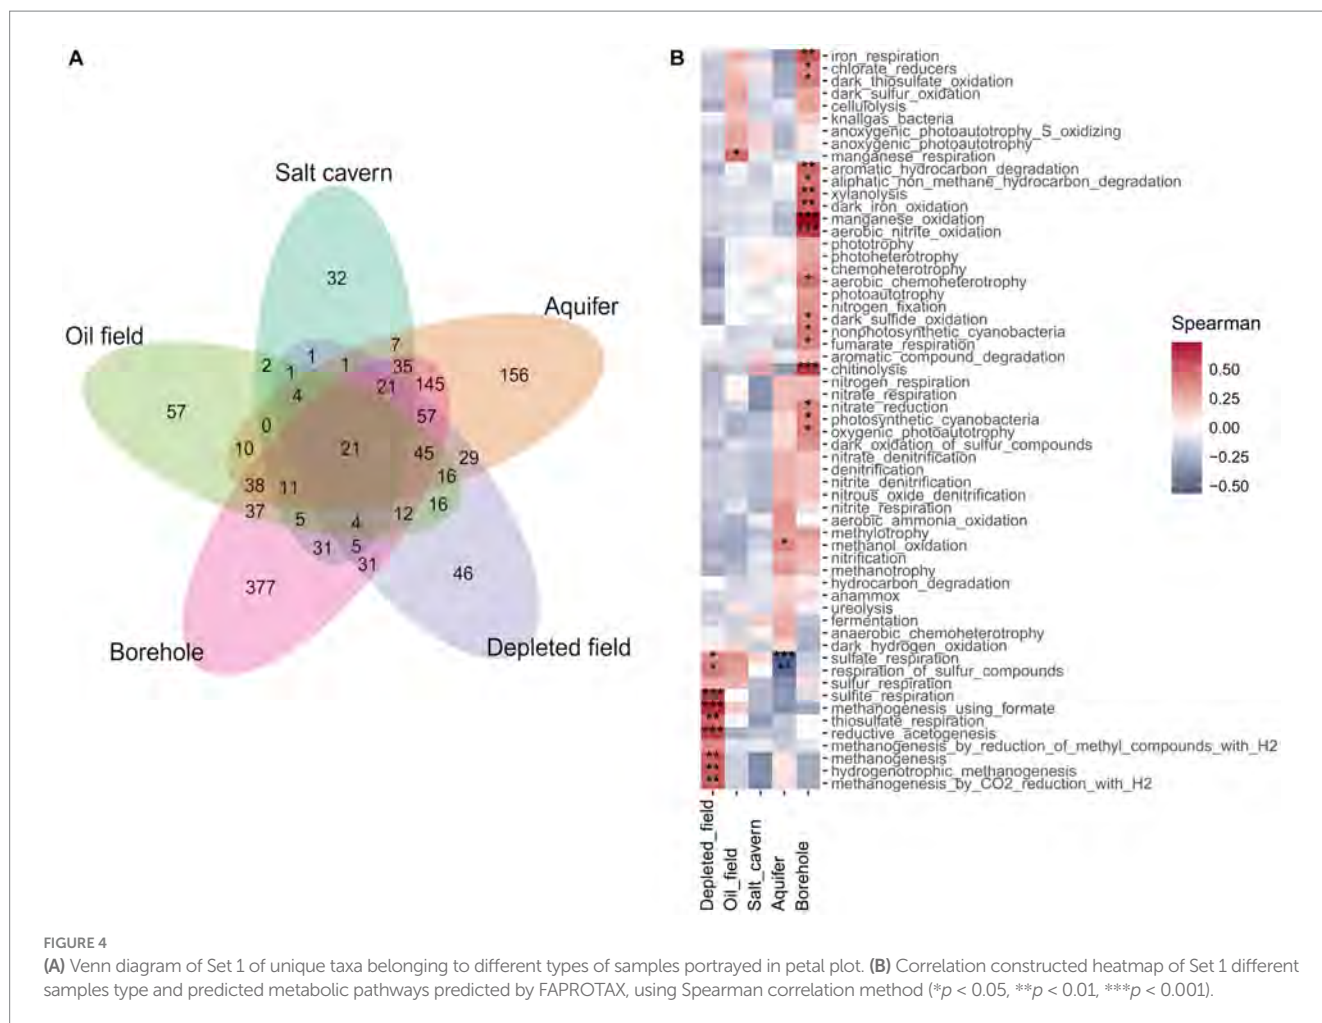 A
B
Salt cavern
Aquifer
Oil field
Borehole
Depleted field
32
7
156
35
145
1
1
21
2
1
4
57
57
0
10
21
45
29
16
38
11
16
37
5
4
12
31
5
31
377
46
iron_respiration
chlorate_reducers
dark_thiosulfate_oxidation
dark_sulfur_oxidation
cellulolysis
knallgas_bacteria
anoxygenic_photoautotrophy_S_oxidizing
anoxygenic_photoautotrophy
manganese_respiration
aromatic_hydrocarbon_degradation
aliphatic_non_methane_hydrocarbon_degradation
xylanolysis
dark_iron_oxidation
manganese_oxidation
aerobic_nitrite_oxidation
phototrophy
photoheterotrophy
chemoheterotrophy
aerobic_chemoheterotrophy
photoautotrophy
nitrogen_fixation
dark_sulfide_oxidation
nonphotosynthetic_cyanobacteria
fumarate_respiration
aromatic_compound_degradation
chitinolysis
nitrogen_respiration
nitrate_respiration
nitrate_reduction
photosynthetic_cyanobacteria
oxygenic_photoautotrophy
dark_oxidation_of_sulfur_compounds
nitrate_denitrification
denitrification
nitrite_denitrification
nitrous_oxide_denitrification
nitrite_respiration
aerobic_ammonia_oxidation
methylotrophy
methanol_oxidation
nitrification
methanotrophy
hydrocarbon_degradation
anammox
ureolysis
fermentation
anaerobic_chemoheterotrophy
dark_hydrogen_oxidation
sulfate_respiration
respiration_of_sulfur_compounds
sulfur_respiration
sulfite_respiration
methanogenesis_using_formate
thiosulfate_respiration
reductive_acetogenesis
methanogenesis_by_reduction_of_methyl_compounds_with_H2
methanogenesis
hydrogenotrophic_methanogenesis
methanogenesis_by_CO2_reduction_with_H2
Depleted_field
Oil_field
Salt_cavern
Aquifer
Borehole
Spearman
0.50
0.25
0.00
−0.25
−0.50
FIGURE 4
(A) Venn diagram of Set 1 of unique taxa belonging to different types of samples portrayed in petal plot. (B) Correlation constructed heatmap of Set 1 different
samples type and predicted metabolic pathways predicted by FAPROTAX, using Spearman correlation method (*p < 0.05, **p < 0.01, ***p < 0.001).